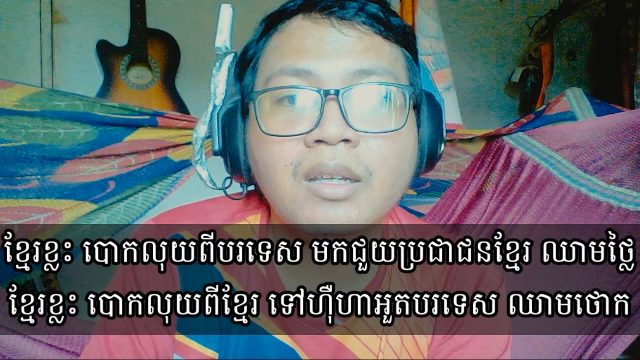 ខ្មែរខ្លះ បោកលុយពីបរទេស មកជួយប្រជាជនខ្មែរ ឈាមថ្លៃ
ខ្មែរខ្លះ បោកលុយពីខ្មែរ ទៅហ៊ឺហាអួតបរទេស ឈាមថោក